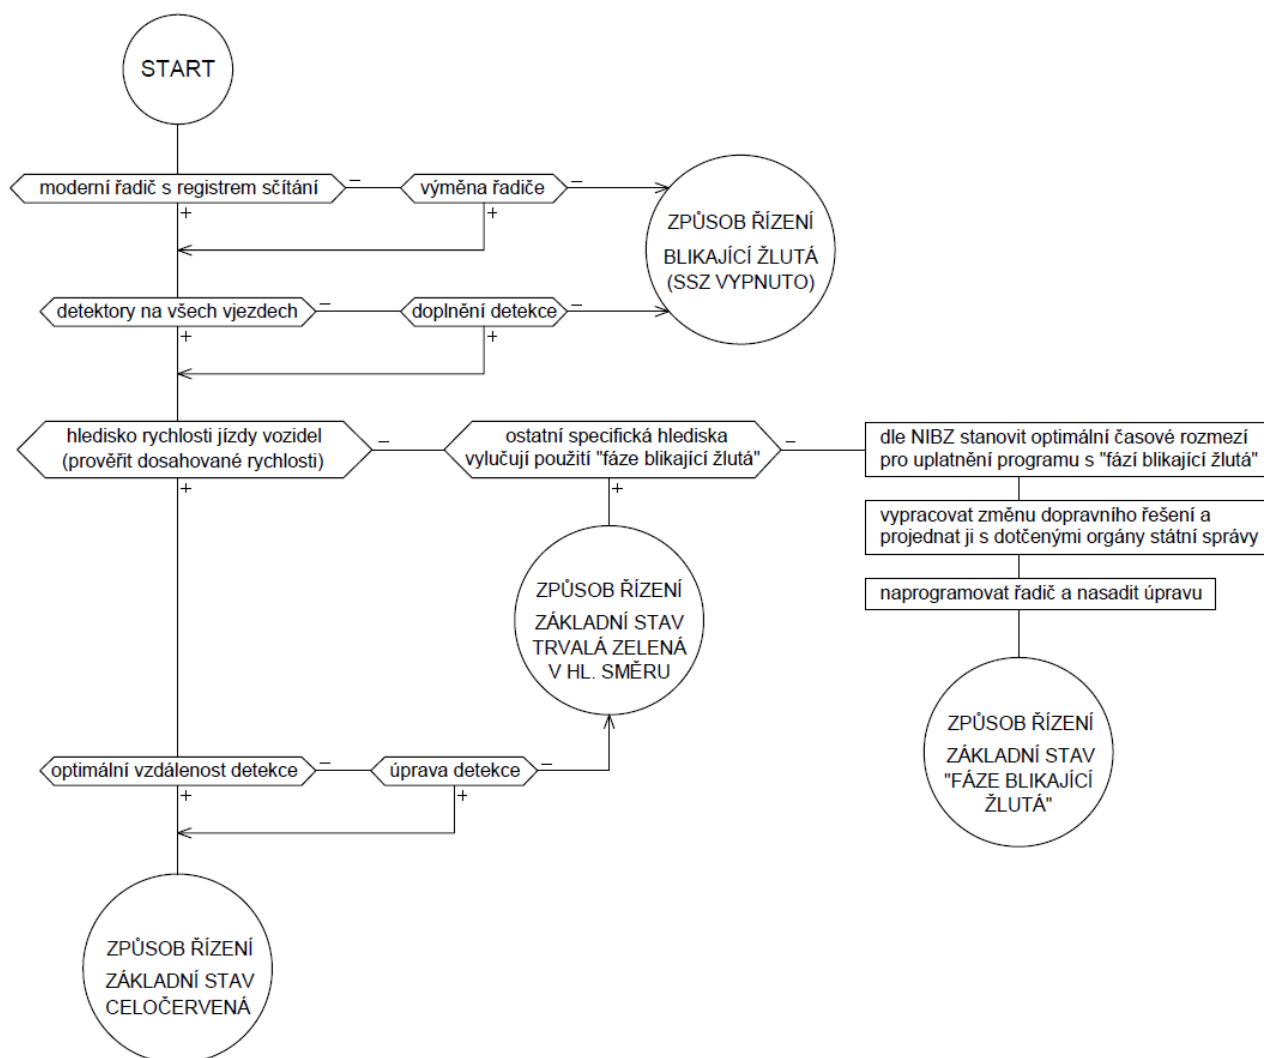 START
moderní řadič s registrem sčítání
–
výměna řadiče
–
+
+
ZPŮSOB ŘÍZENÍ
BLIKAJÍCÍ ŽLUTÁ
(SSZ VYPNUTO)
detektory na všech vjezdech
–
doplnění detekce
–
+
+
hledisko rychlosti jízdy vozidel
(prověřit dosahované rychlosti)
–
+
ostatní specifická hlediska
vylučují použití "fáze blikající žlutá"
–
+
dle NIBZ stanovit optimální časové rozmezí
pro uplatnění programu s "fází blikající žlutá"
vypracovat změnu dopravního řešení a
projednat ji s dotčenými orgány státní správy
naprogramovat řadič a nasadit úpravu
ZPŮSOB ŘÍZENÍ
ZÁKLADNÍ STAV
TRVALÁ ZELENÁ
V HL. SMĚRU
ZPŮSOB ŘÍZENÍ
ZÁKLADNÍ STAV
"FÁZE BLIKAJÍCÍ
ŽLUTÁ"
optimální vzdálenost detekce
–
úprava detekce
–
+
+
ZPŮSOB ŘÍZENÍ
ZÁKLADNÍ STAV
CELOČERVENÁ